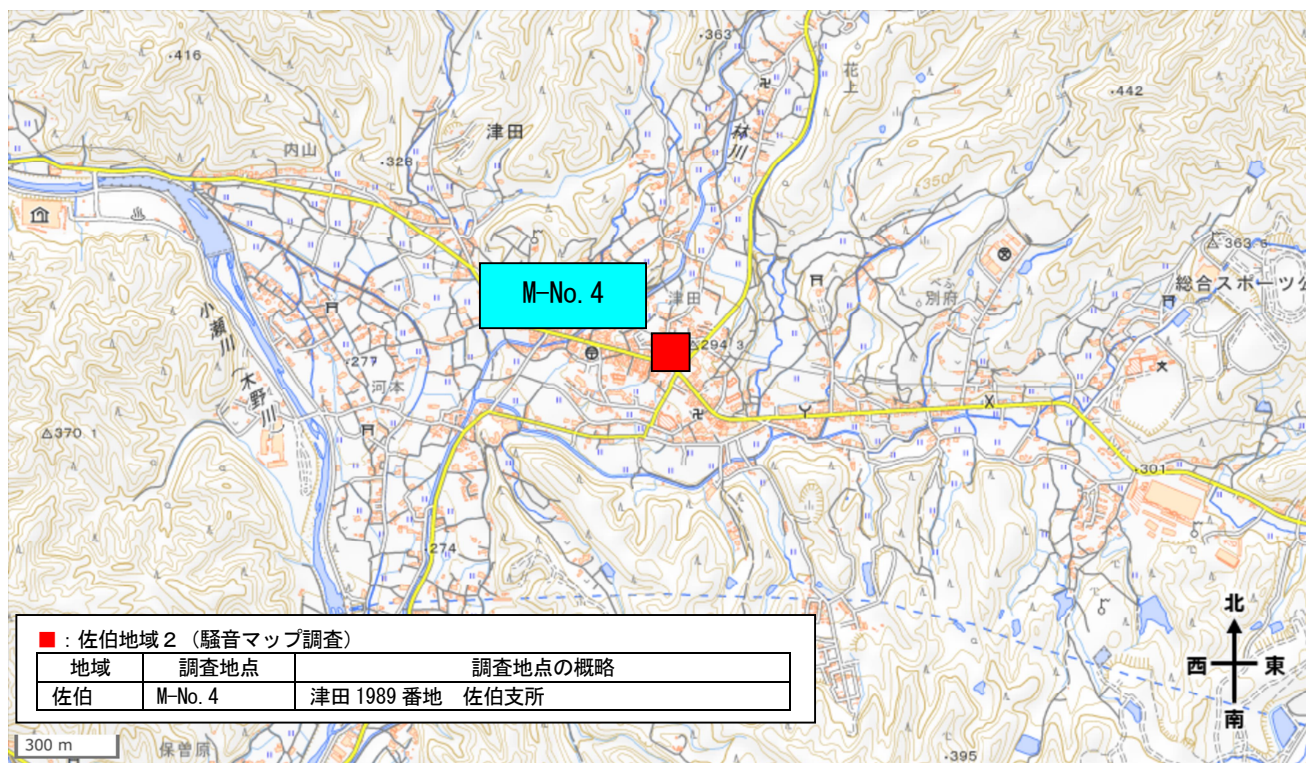 ・416
・363
花上
・442
津田
内山
・328
林川
350
△363 6
M-No. 4
津田
別府
べふ
総合スポーツ公
小瀬川
△294 3
・277
河本
（木野川）
△370 1
・301
・274
■：佐伯地域２（騒音マップ調査）
地域 調査地点 調査地点の概略
佐伯 M-No. 4 津田 1989 番地 佐伯支所
北
西 東
南
300 m
保曽原
・395